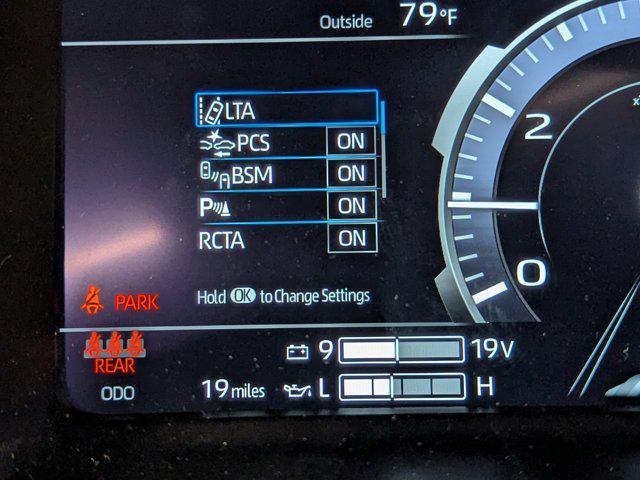 Outside 79°F
LTA
PCS ON
BSM ON
P ON
RCTA ON
Hold OK to Change Settings
PARK
REAR
ODO
19 miles
9 19V
L H
2
0